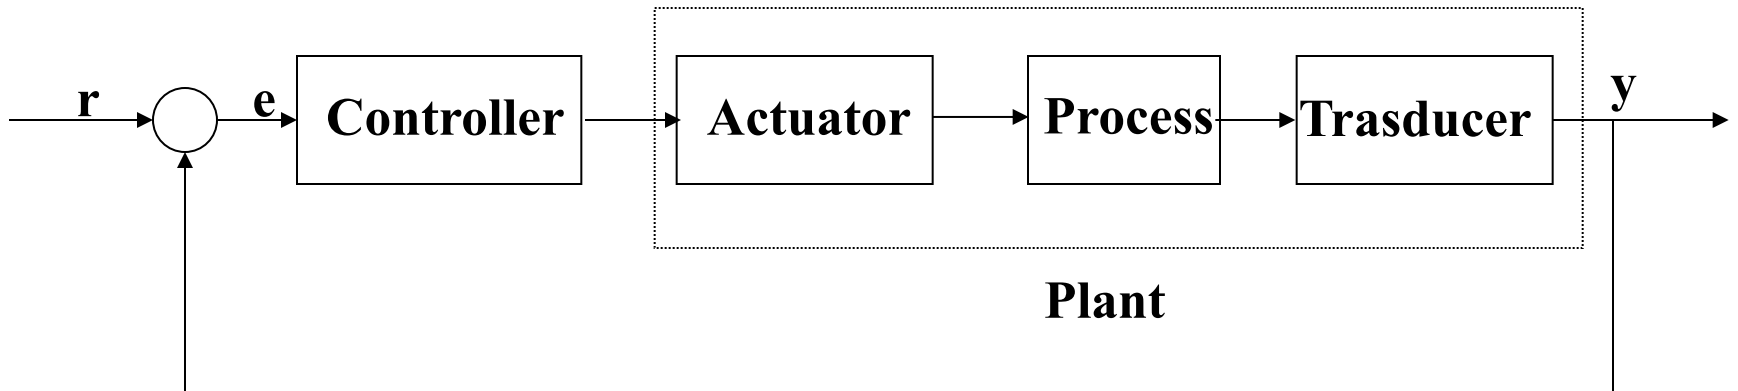 r
e
Controller
Actuator
Process
Trasducer
y
Plant